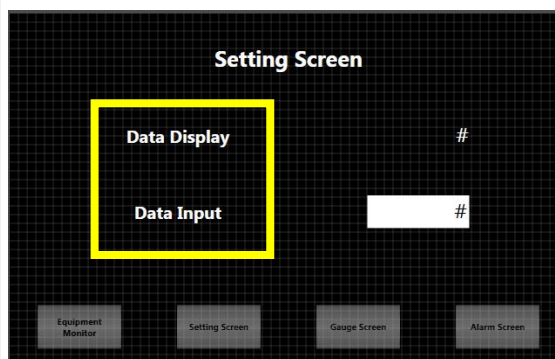 Setting Screen
Data Display #
Data Input #
Equipment
Monitor
Setting Screen
Gauge Screen
Alarm Screen